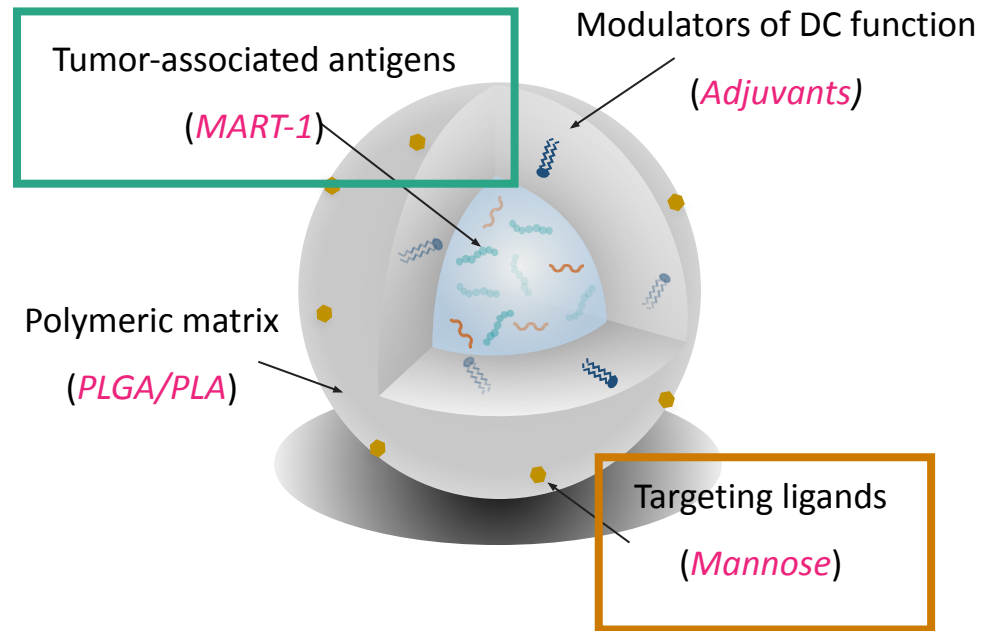 Modulators of DC function
(Adjuvants)
Tumor-associated antigens
(MART-1)
Polymeric matrix
(PLGA/PLA)
Targeting ligands
(Mannose)